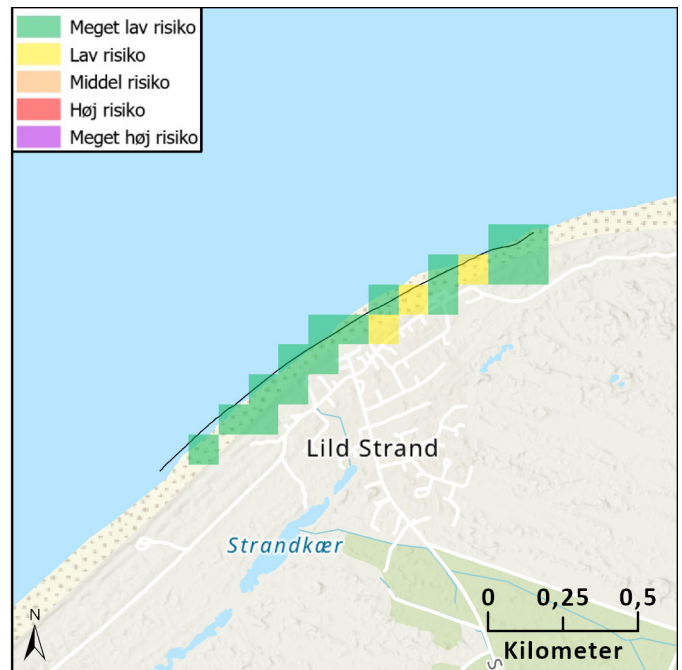 Meget lav risiko
Lav risiko
Middel risiko
Høj risiko
Meget høj risiko
Lild Strand
Strandkær
N
0 0,25 0,5
Kilometer
S